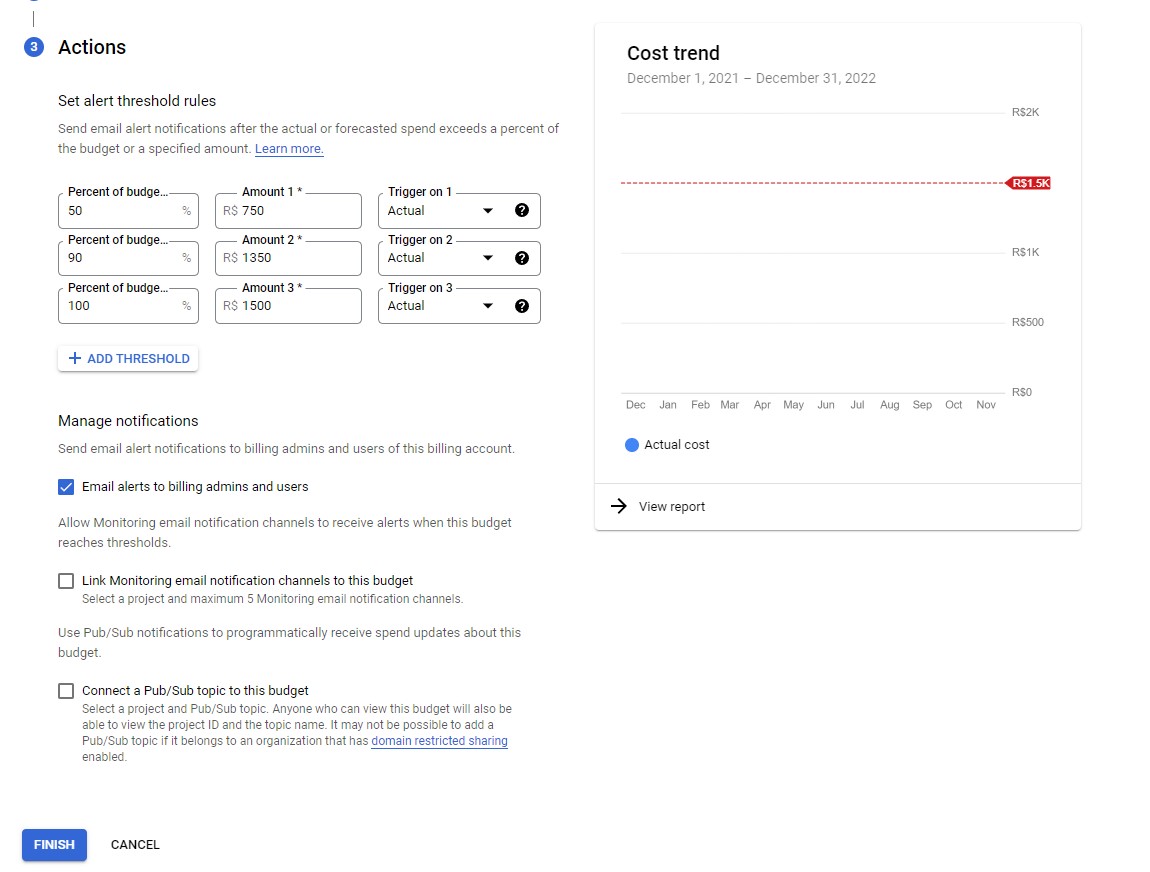 3 Actions
Set alert threshold rules
Send email alert notifications after the actual or forecasted spend exceeds a percent of
the budget or a specified amount. Learn more.
Percent of budge... Amount 1 * Trigger on 1
50 % R$ 750 Actual
Percent of budge... Amount 2 * Trigger on 2
90 % R$ 1350 Actual
Percent of budge... Amount 3 * Trigger on 3
100 % R$ 1500 Actual
+ ADD THRESHOLD
Manage notifications
Send email alert notifications to billing admins and users of this billing account.
Email alerts to billing admins and users
Allow Monitoring email notification channels to receive alerts when this budget
reaches thresholds.
Link Monitoring email notification channels to this budget
Select a project and maximum 5 Monitoring email notification channels.
Use Pub/Sub notifications to programmatically receive spend updates about this
budget.
Connect a Pub/Sub topic to this budget
Select a project and Pub/Sub topic. Anyone who can view this budget will also be
able to view the project ID and the topic name. It may not be possible to add a
Pub/Sub topic if it belongs to an organization that has domain restricted sharing
enabled.
FINISH CANCEL
Cost trend
December 1, 2021 – December 31, 2022
R$2K
R$1.5K
R$1K
R$500
R$0
Dec Jan Feb Mar Apr May Jun Jul Aug Sep Oct Nov
Actual cost
View report